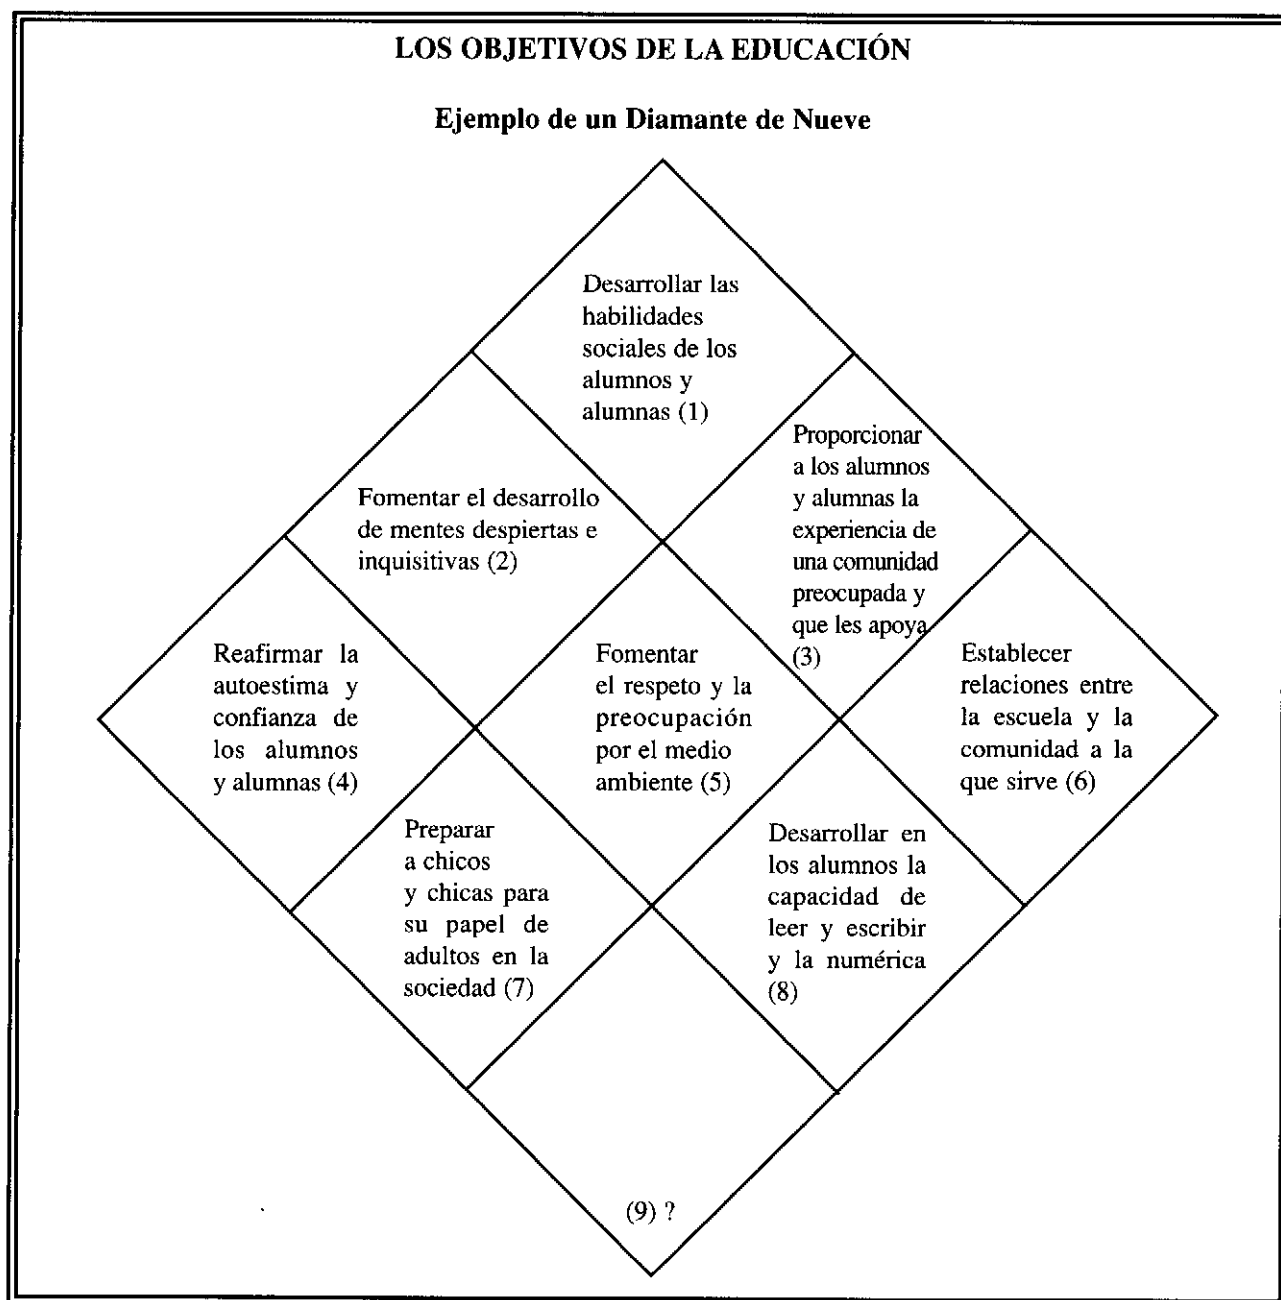 LOS OBJETIVOS DE LA EDUCACIÓN
Ejemplo de un Diamante de Nueve
Desarrollar las
habilidades
sociales de los
alumnos y
alumnas (1)
Fomentar el desarrollo
de mentes despiertas e
inquisitivas (2)
Proporcionar
a los alumnos
y alumnas la
experiencia de
una comunidad
preocupada y
que les apoya
(3)
Reafirmar la
autoestima y
confianza de
los alumnos
y alumnas (4)
Fomentar
el respeto y la
preocupación
por el medio
ambiente (5)
Establecer
relaciones entre
la escuela y la
comunidad a la
que sirve (6)
Preparar
a chicos
y chicas para
su papel de
adultos en la
sociedad (7)
Desarrollar en
los alumnos la
capacidad de
leer y escribir
y la numérica
(8)
(9) ?